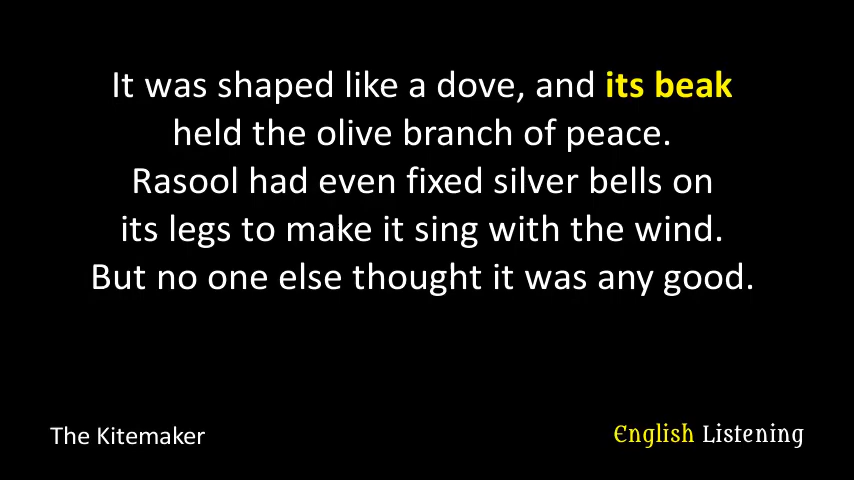 It was shaped like a dove, and its beak
held the olive branch of peace.
Rasool had even fixed silver bells on
its legs to make it sing with the wind.
But no one else thought it was any good.
The Kitemaker
English Listening